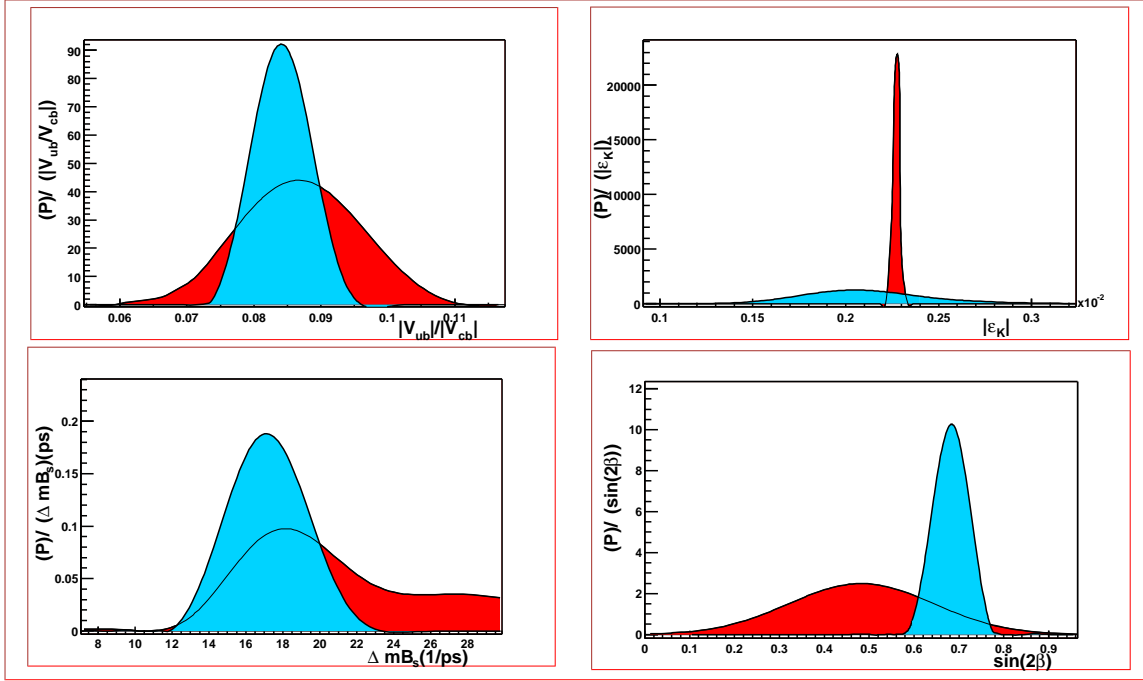 (P)/ (|V_ub/V_cb|)
90
80
70
60
50
40
30
20
10
0
0.06 0.07 0.08 0.09 0.1 0.11
|V_ub|/|V_cb|
(P)/ (|ε_K|)
20000
15000
10000
5000
0
0.1 0.15 0.2 0.25 0.3
x10^-2
|ε_K|
(P)/ (Δ mB_s)(ps)
0.2
0.15
0.1
0.05
0
8 10 12 14 16 18 20 22 24 26 28
Δ mB_s(1/ps)
(P)/ (sin(2β))
12
10
8
6
4
2
0
0 0.1 0.2 0.3 0.4 0.5 0.6 0.7 0.8 0.9
sin(2β)